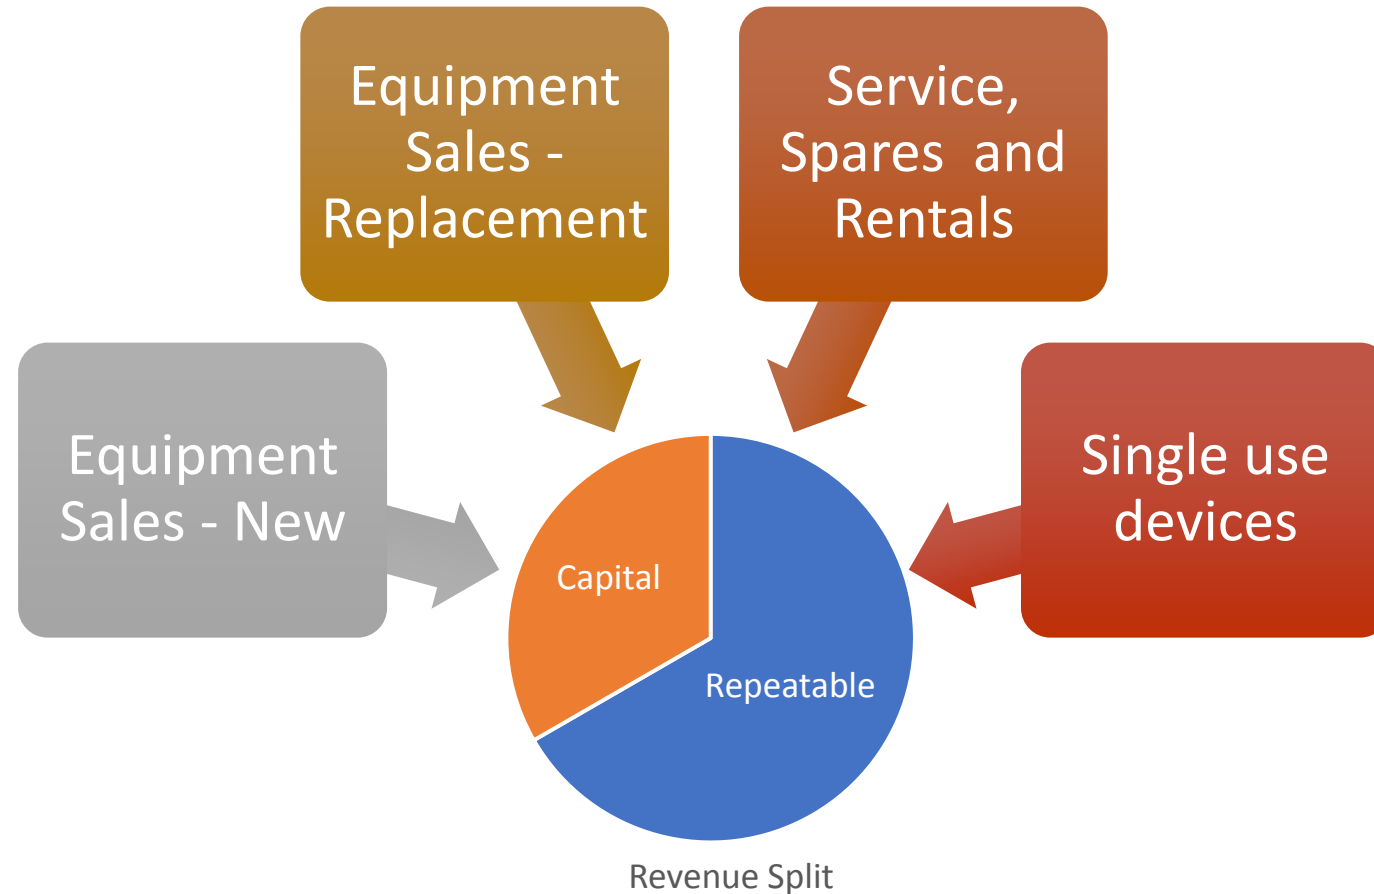 Equipment
Sales -
Replacement
Service,
Spares  and
Rentals
Equipment
Sales - New
Single use
devices
Capital
Repeatable
Revenue Split